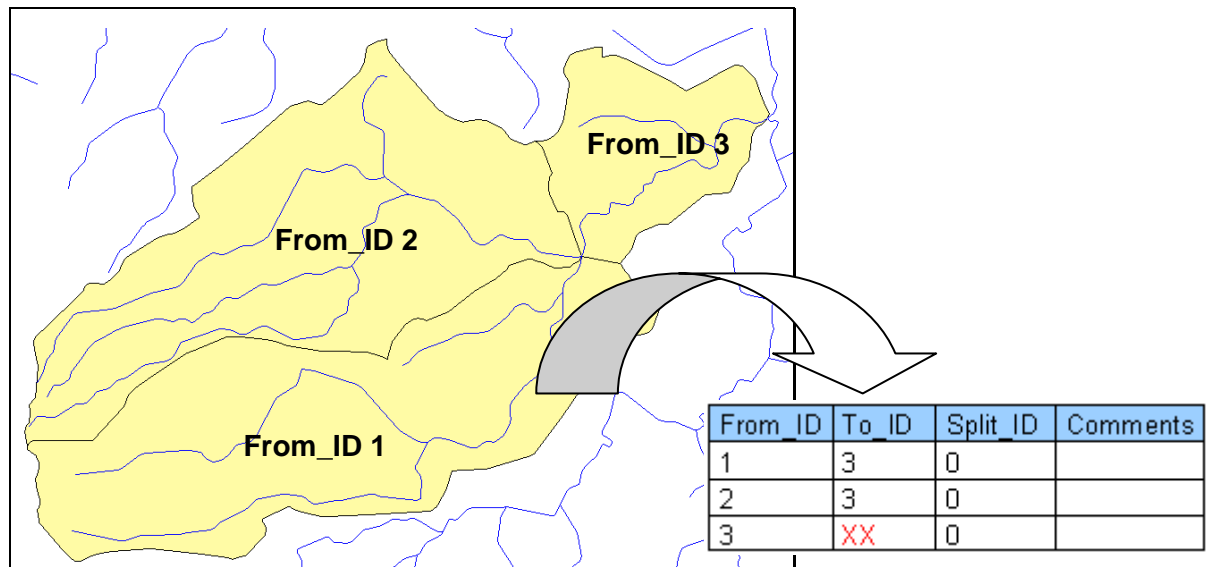 From_ID 3
From_ID 2
From_ID 1
From_ID To_ID Split_ID Comments
1 3 0
2 3 0
3 XX 0